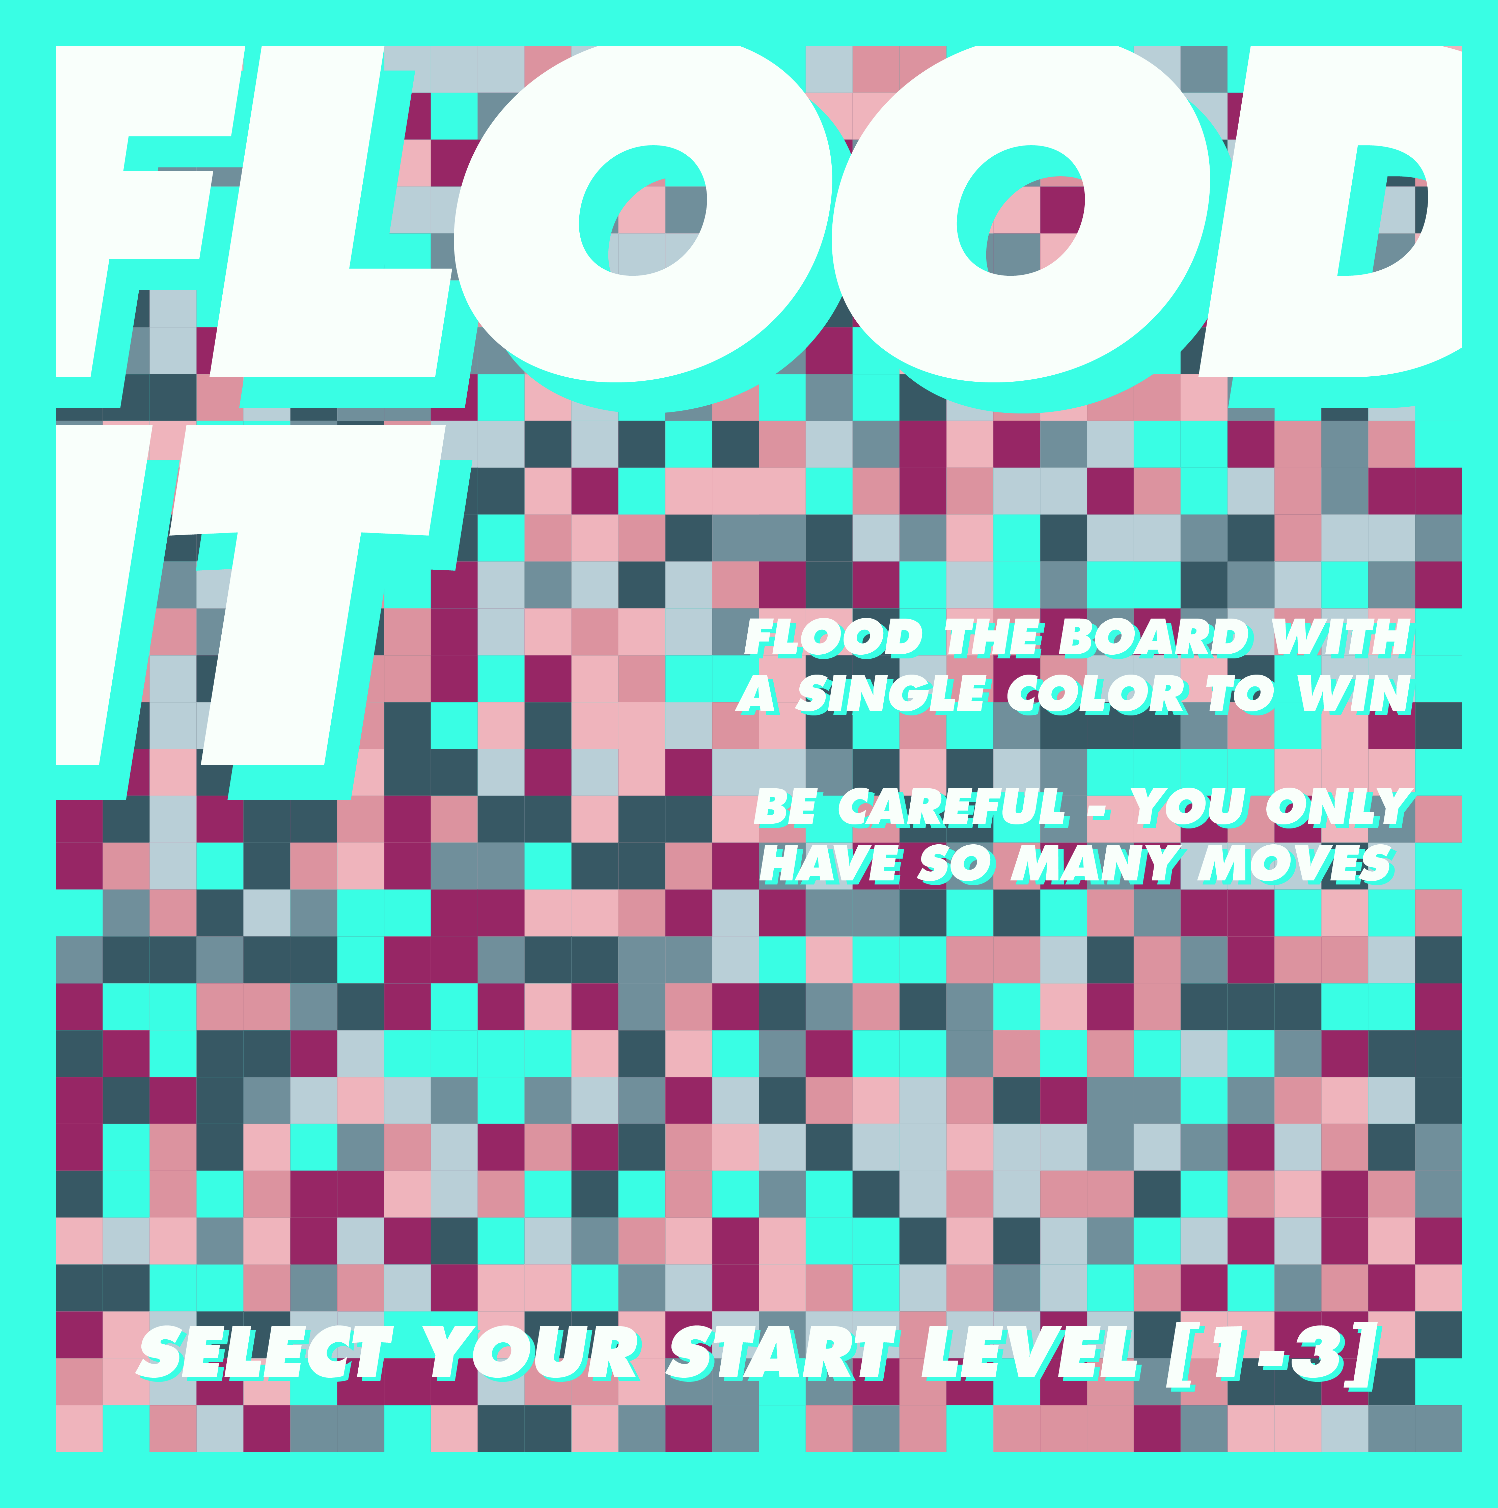 FLOOD
IT
FLOOD THE BOARD WITH
A SINGLE COLOR TO WIN
BE CAREFUL - YOU ONLY
HAVE SO MANY MOVES
SELECT YOUR START LEVEL [1-3]